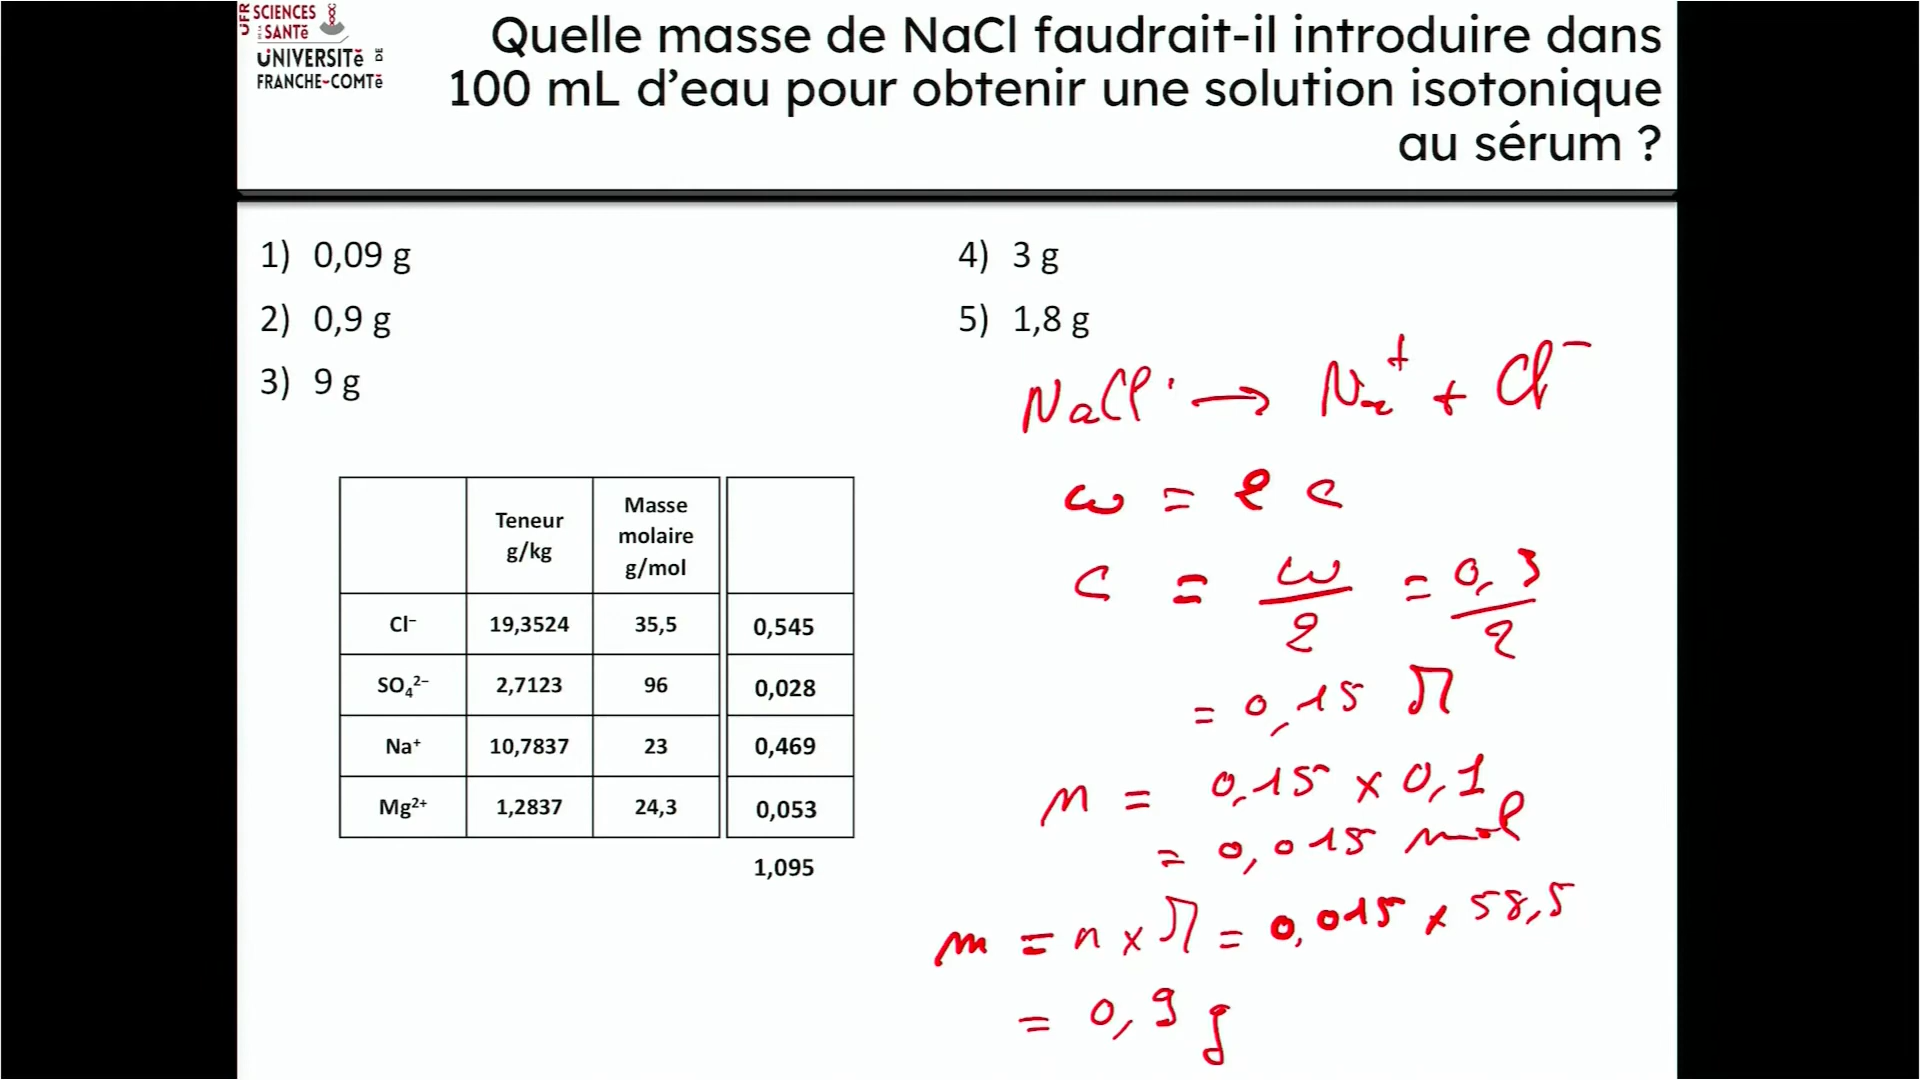 UFR SCIENCES
DE LA SANTÉ
UNIVERSITÉ DE
FRANCHE-COMTÉ
Quelle masse de NaCl faudrait-il introduire dans
100 mL d’eau pour obtenir une solution isotonique
au sérum ?
1) 0,09 g
2) 0,9 g
3) 9 g
4) 3 g
5) 1,8 g
Teneur g/kg Masse molaire g/mol
Cl⁻ 19,3524 35,5 0,545
SO₄²⁻ 2,7123 96 0,028
Na⁺ 10,7837 23 0,469
Mg²⁺ 1,2837 24,3 0,053
1,095
NaCl → Na⁺ + Cl⁻
ω = 2 c
c = ω/2 = 0,3/2
= 0,15 M
n = 0,15 × 0,1
= 0,015 mol
m = n × M = 0,015 × 58,5
= 0,9 g